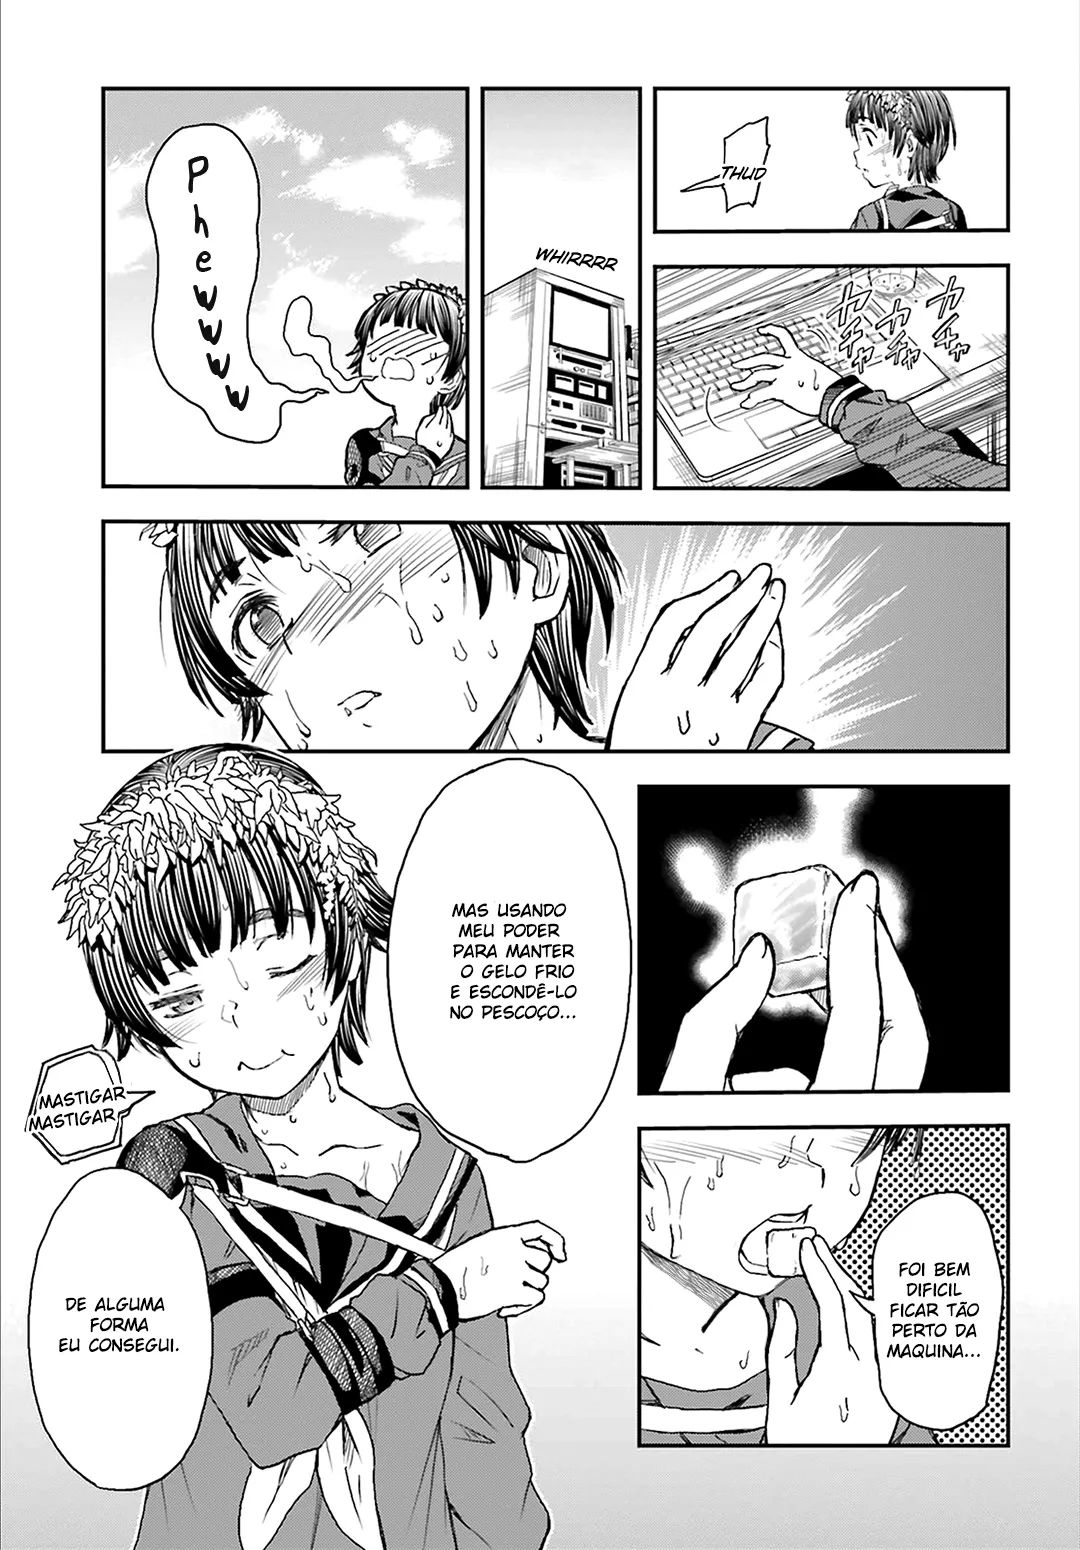 THUD
カチャ
カチャ
カチャ
WHIRRRR
Phewwww
FOI BEM
DIFICIL
FICAR TÃO
PERTO DA
MAQUINA...
MAS USANDO
MEU PODER
PARA MANTER
O GELO FRIO
E ESCONDÊ-LO
NO PESCOÇO...
MASTIGAR
MASTIGAR
DE ALGUMA
FORMA
EU CONSEGUI.